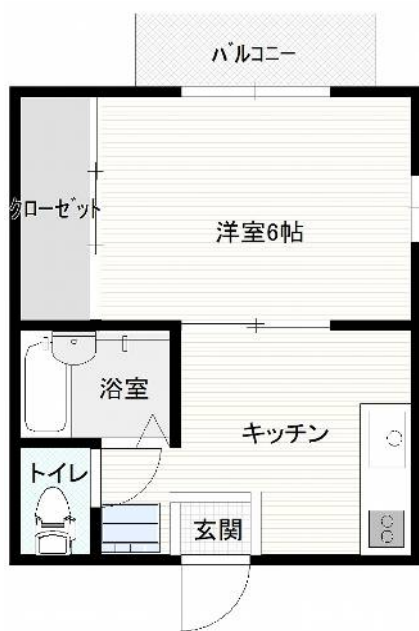 バルコニー
クローゼット
洋室6帖
浴室
キッチン
トイレ
玄関